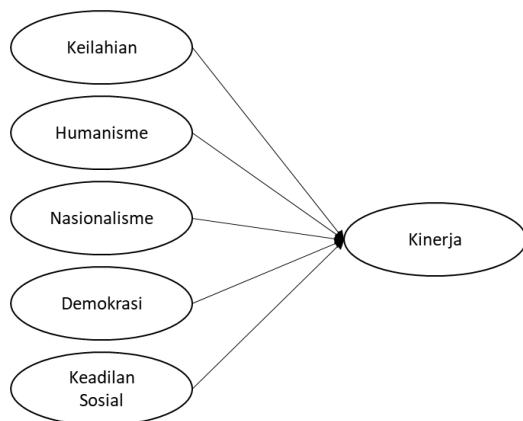 Keilahian
Humanisme
Nasionalisme
Kinerja
Demokrasi
Keadilan
Sosial